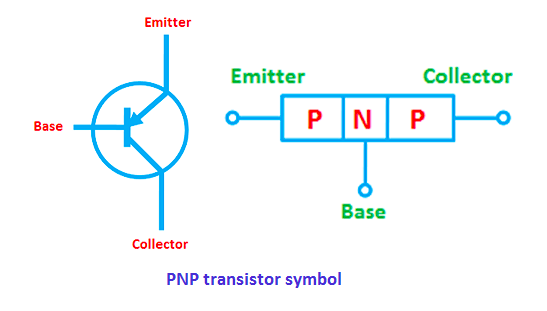 Emitter
Base
Collector
Emitter
Collector
P N P
Base
PNP transistor symbol